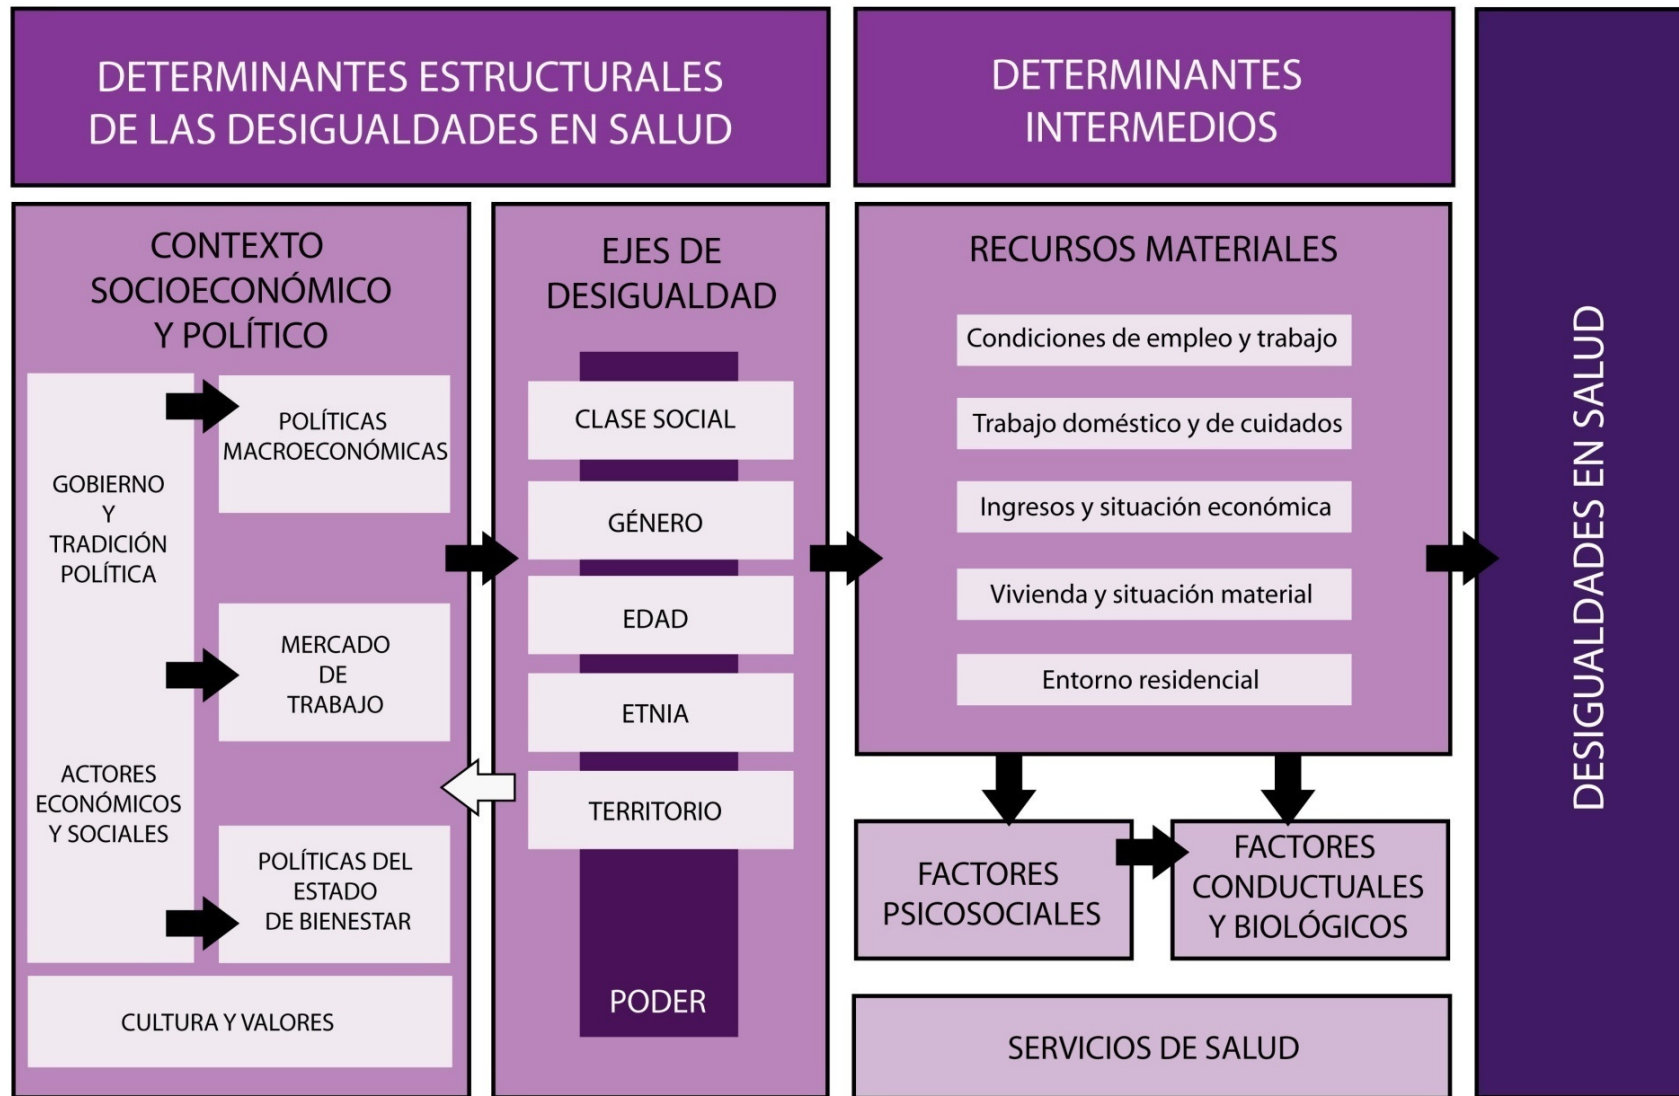 DETERMINANTES ESTRUCTURALES
DE LAS DESIGUALDADES EN SALUD
DETERMINANTES
INTERMEDIOS
CONTEXTO
SOCIOECONÓMICO
Y POLÍTICO
GOBIERNO
Y
TRADICIÓN
POLÍTICA
ACTORES
ECONÓMICOS
Y SOCIALES
POLÍTICAS
MACROECONÓMICAS
MERCADO
DE
TRABAJO
POLÍTICAS DEL
ESTADO
DE BIENESTAR
CULTURA Y VALORES
EJES DE
DESIGUALDAD
CLASE SOCIAL
GÉNERO
EDAD
ETNIA
TERRITORIO
PODER
RECURSOS MATERIALES
Condiciones de empleo y trabajo
Trabajo doméstico y de cuidados
Ingresos y situación económica
Vivienda y situación material
Entorno residencial
FACTORES
PSICOSOCIALES
FACTORES
CONDUCTUALES
Y BIOLÓGICOS
SERVICIOS DE SALUD
DESIGUALDADES EN SALUD